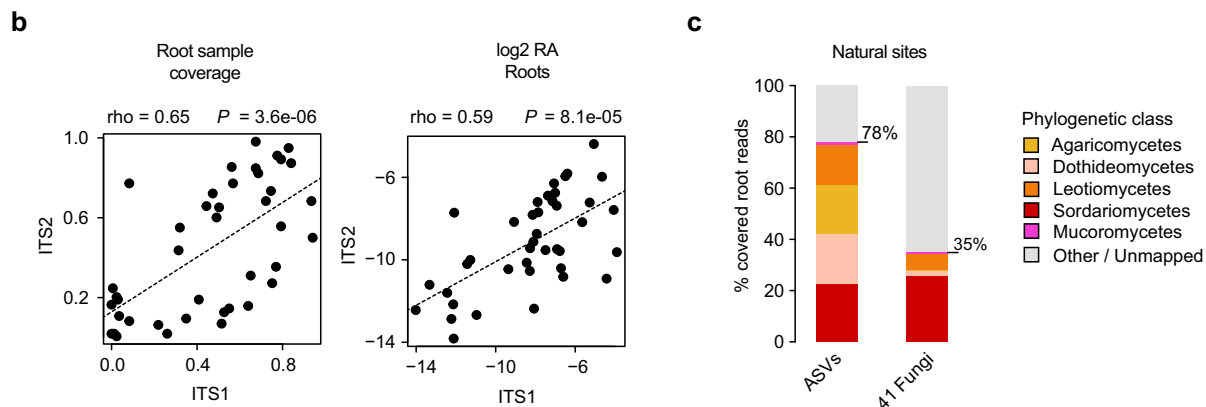 b
Root sample
coverage
rho = 0.65 P = 3.6e-06
1.0
0.6
0.2
ITS2
0.0 0.4 0.8
ITS1
log2 RA
Roots
rho = 0.59 P = 8.1e-05
−6
−10
−14
ITS2
−14 −10 −6
ITS1
c
Natural sites
% covered root reads
100
80
60
40
20
0
78%
35%
ASVs
41 Fungi
Phylogenetic class
Agaricomycetes
Dothideomycetes
Leotiomycetes
Sordariomycetes
Mucoromycetes
Other / Unmapped